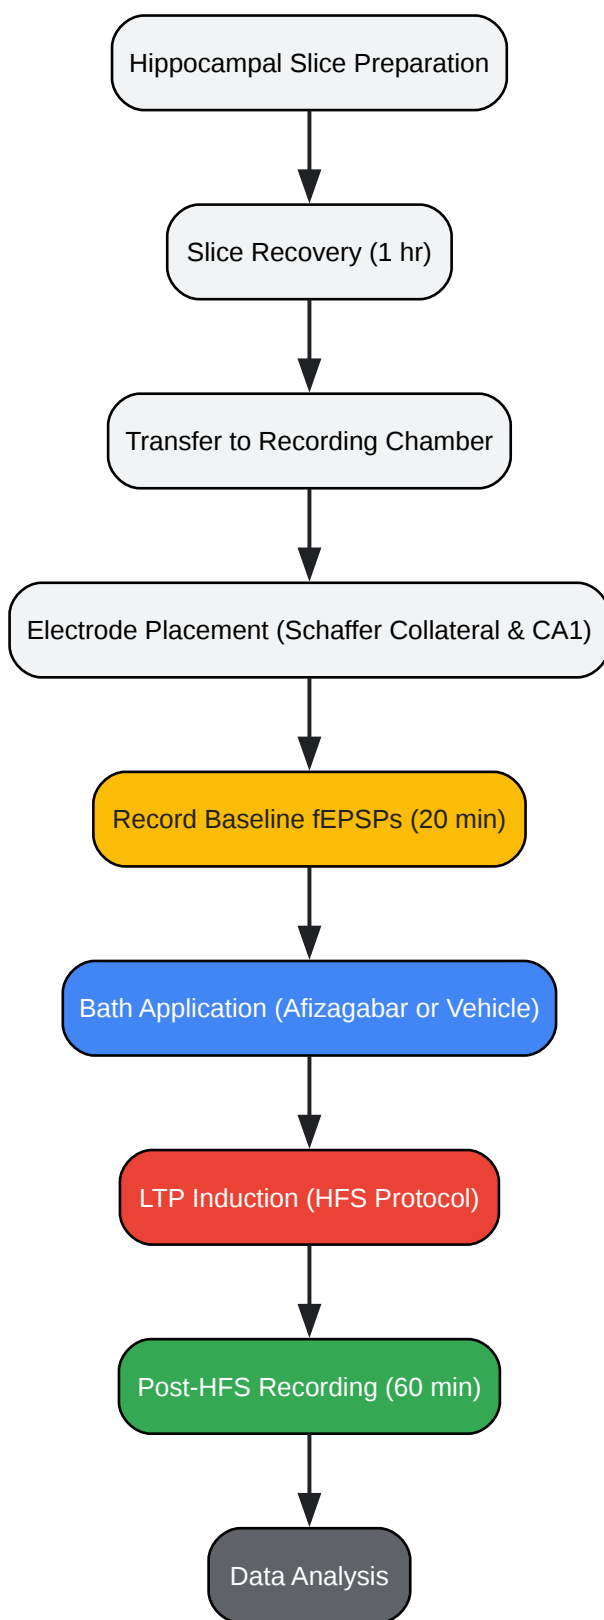 Hippocampal Slice Preparation
Slice Recovery (1 hr)
Transfer to Recording Chamber
Electrode Placement (Schaffer Collateral & CA1)
Record Baseline fEPSPs (20 min)
Bath Application (Afizagabar or Vehicle)
LTP Induction (HFS Protocol)
Post-HFS Recording (60 min)
Data Analysis